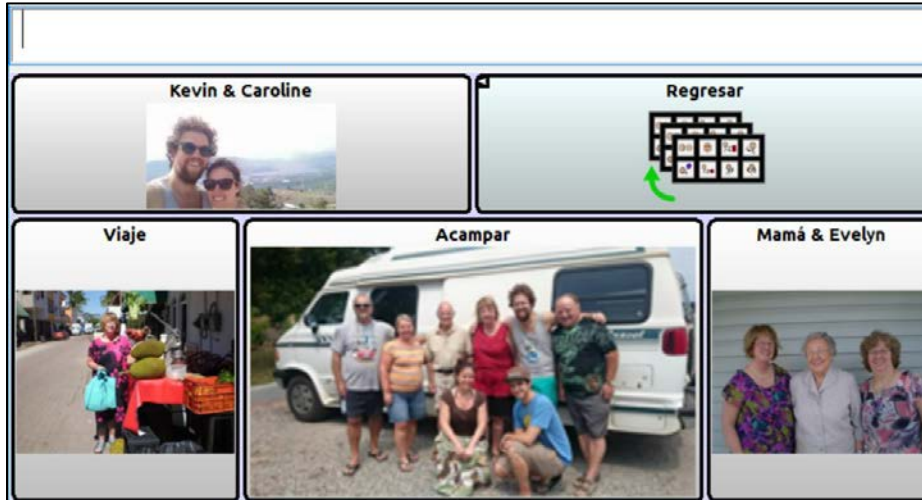 Kevin & Caroline
Regresar
Viaje
Acampar
Mamá & Evelyn